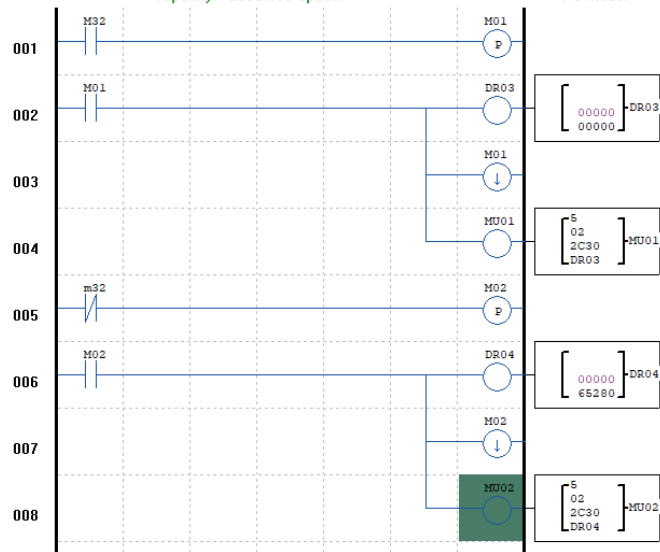 M32 M01
001 P
M01 DR03
002 00000 DR03
00000
M01
003 ↓
MU01 5
004 02 MU01
2C30
DR03
m32 M02
005 P
M02 DR04
006 00000 DR04
65280
M02
007 ↓
MU02 5
008 02 MU02
2C30
DR04